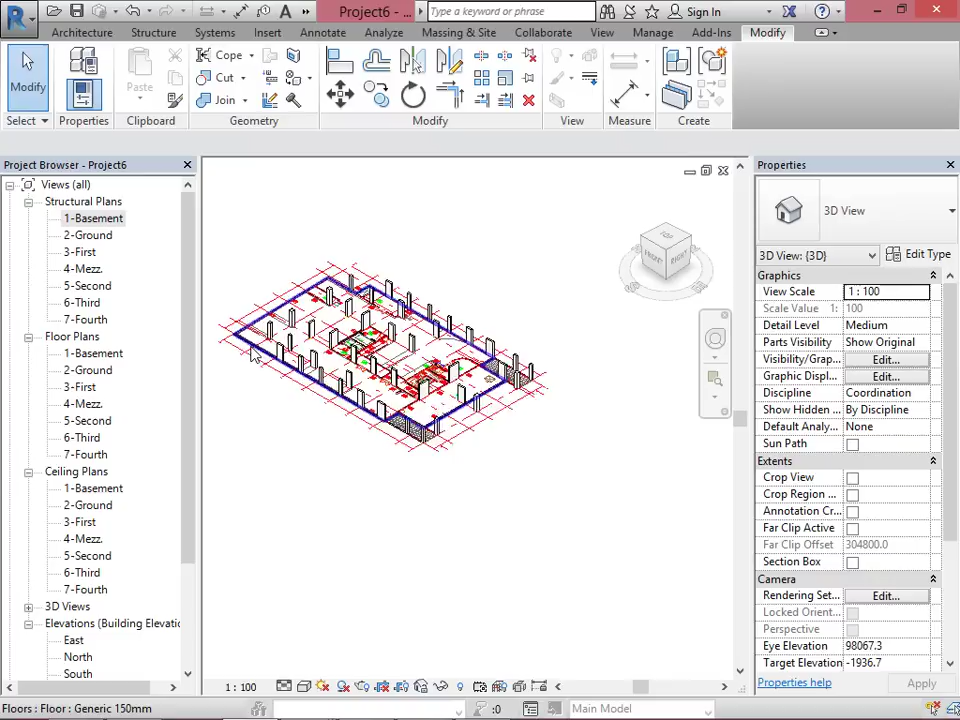 Project6 - ...
Type a keyword or phrase
Sign In
Architecture
Structure
Systems
Insert
Annotate
Analyze
Massing & Site
Collaborate
View
Manage
Add-Ins
Modify
Modify
Paste
Cope
Cut
Join
Select
Properties
Clipboard
Geometry
Modify
View
Measure
Create
Project Browser - Project6
Views (all)
Structural Plans
1-Basement
2-Ground
3-First
4-Mezz.
5-Second
6-Third
7-Fourth
Floor Plans
1-Basement
2-Ground
3-First
4-Mezz.
5-Second
6-Third
7-Fourth
Ceiling Plans
1-Basement
2-Ground
3-First
4-Mezz.
5-Second
6-Third
7-Fourth
3D Views
Elevations (Building Elevatic
East
North
South
TOP
FRONT
RIGHT
1 : 100
Properties
3D View
3D View: {3D}
Edit Type
Graphics
View Scale 1 : 100
Scale Value 1: 100
Detail Level Medium
Parts Visibility Show Original
Visibility/Grap... Edit...
Graphic Displ... Edit...
Discipline Coordination
Show Hidden ... By Discipline
Default Analy... None
Sun Path
Extents
Crop View
Crop Region ...
Annotation Cr...
Far Clip Active
Far Clip Offset 304800.0
Section Box
Camera
Rendering Set... Edit...
Locked Orient...
Perspective
Eye Elevation 98067.3
Target Elevation -1936.7
Properties help
Apply
Floors : Floor : Generic 150mm
:0
Main Model